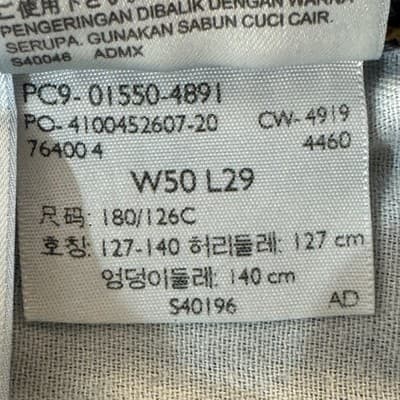 PENGERINGAN DIBALIK DENGAN WARNA
SERUPA. GUNAKAN SABUN CUCI CAIR.
S40046 ADMX
PC9-01550-4891
PO-4100452607-20 CW-4919
76400 4 4460
W50 L29
尺码: 180/126C
호칭: 127-140 허리둘레: 127 cm
엉덩이둘레: 140 cm
S40196 AD